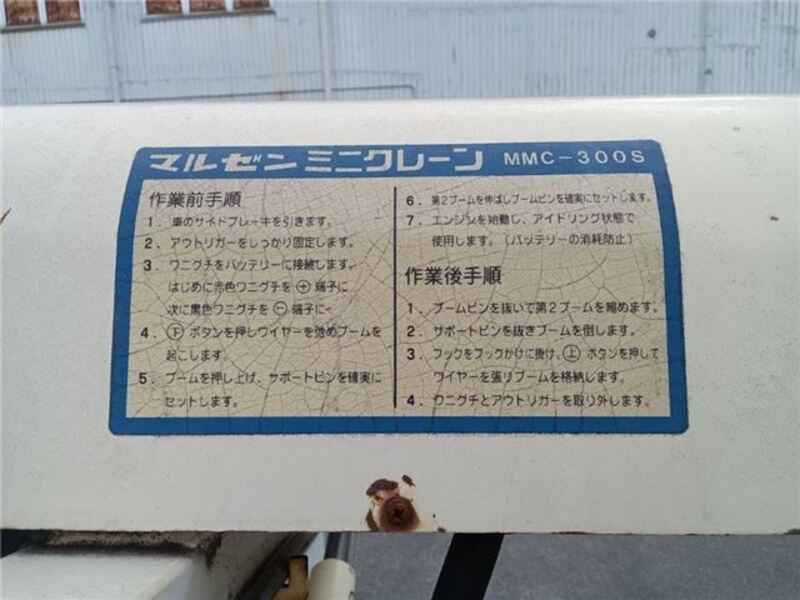 マルゼン ミニクレーン MMC-300S
作業前手順
1. 車のサイドブレーキを引きます。
2. アウトリガーをしっかり固定します。
3. ワニグチをバッテリーに接続します。
はじめに赤色ワニグチを⊕端子に
次に黒色ワニグチを⊖端子に
4. 下 ボタンを押しワイヤーを弛めブームを
起こします。
5. ブームを押し上げ、サポートピンを確実に
セットします。
6. 第2ブームを伸ばしブームピンを確実にセットします。
7. エンジンを始動し、アイドリング状態で
使用します。(バッテリーの消耗防止)
作業後手順
1. ブームピンを抜いて第2ブームを縮めます。
2. サポートピンを抜きブームを倒します。
3. フックをフックかけに掛け、上 ボタンを押して
ワイヤーを張りブームを格納します。
4. ワニグチとアウトリガーを取り外します。